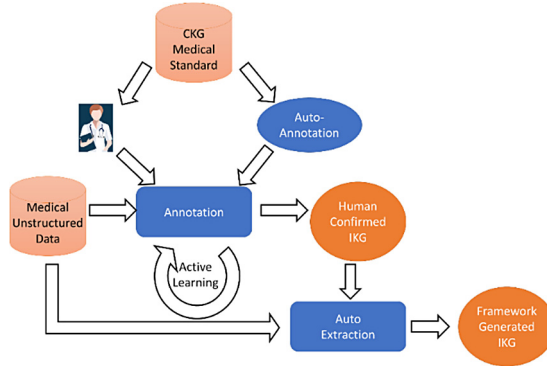 CKG
Medical
Standard
Auto-
Annotation
Medical
Unstructured
Data
Annotation
Human
Confirmed
IKG
Active
Learning
Auto
Extraction
Framework
Generated
IKG